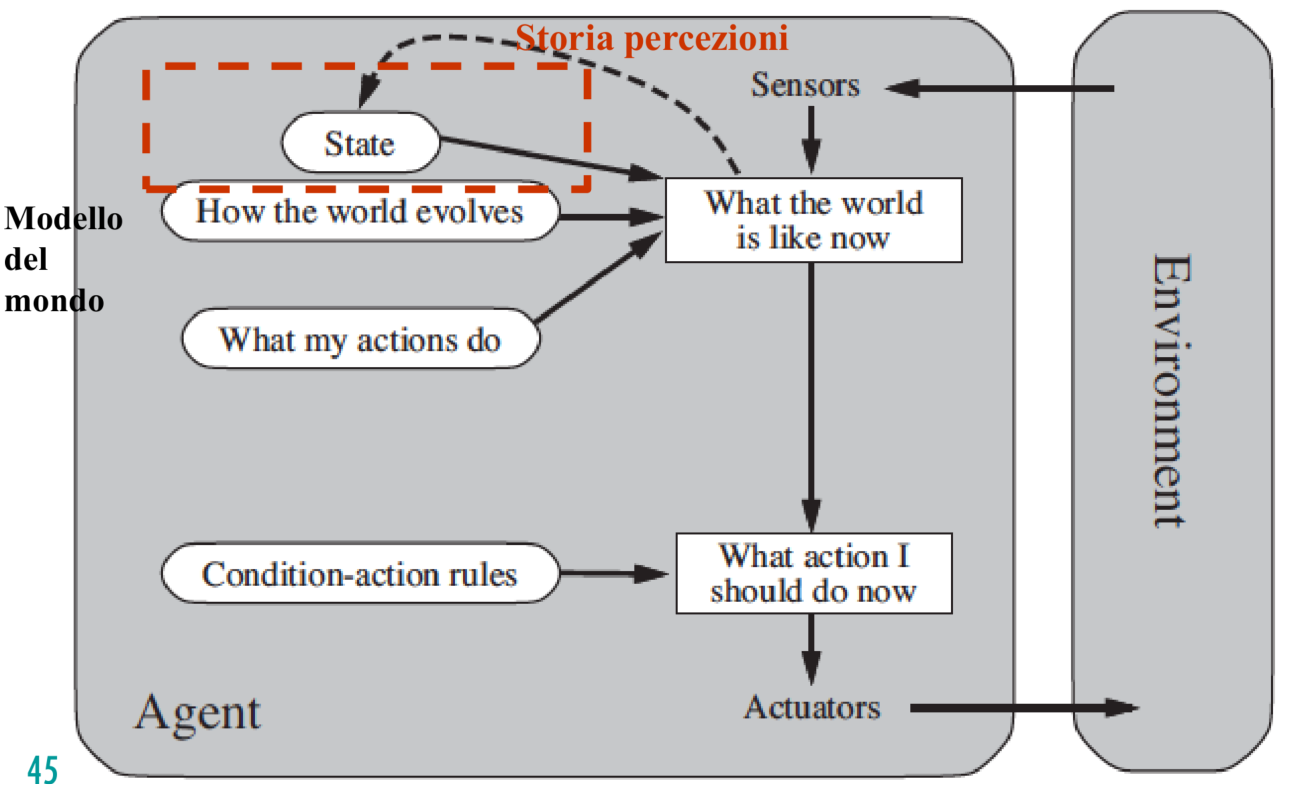 Storia percezioni
Sensors
State
How the world evolves
What the world
is like now
Modello
del
mondo
What my actions do
Environment
Condition-action rules
What action I
should do now
Agent
Actuators
45